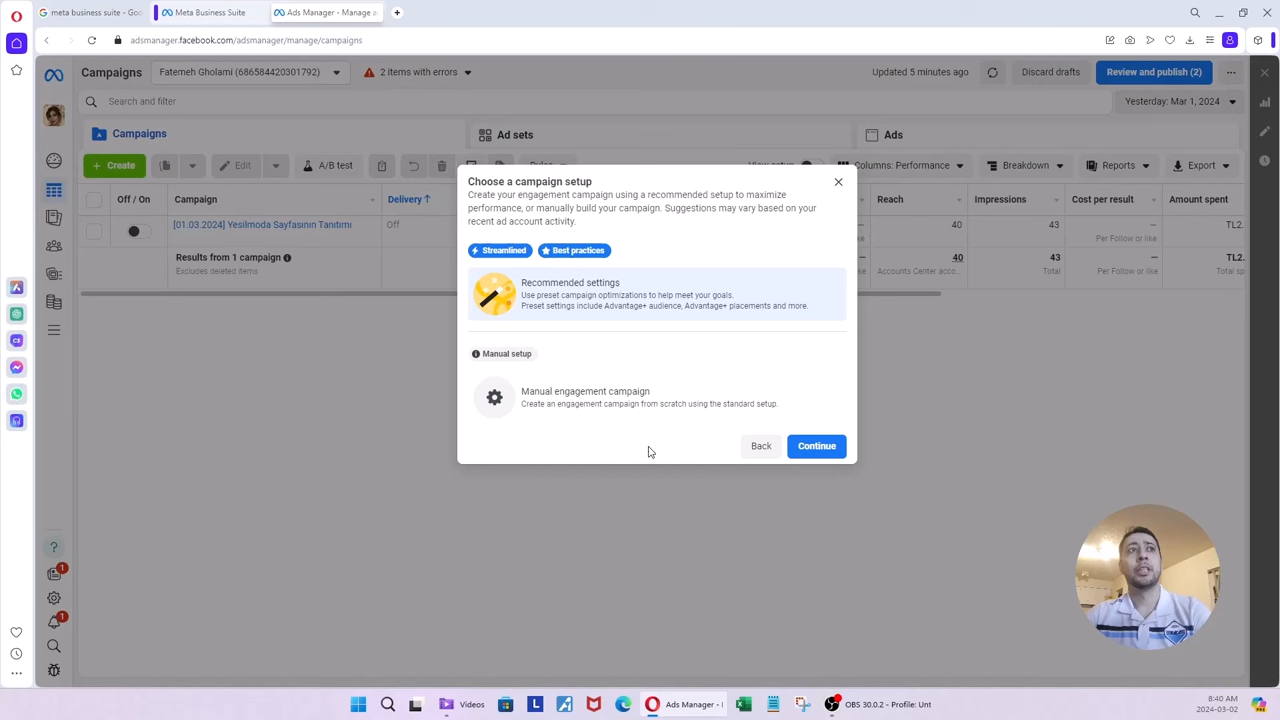 meta business suite - Goo
Meta Business Suite
Ads Manager - Manage a
adsmanager.facebook.com/adsmanager/manage/campaigns
Campaigns
Fatemeh Gholami (686584420301792)
2 items with errors
Updated 5 minutes ago
Discard drafts
Review and publish (2)
Search and filter
Yesterday: Mar 1, 2024
Campaigns
Ad sets
Ads
+ Create
Edit
A/B test
Columns: Performance
Breakdown
Reports
Export
Off / On
Campaign
Delivery ↑
Reach
Impressions
Cost per result
Amount spent
[01.03.2024] Yesilmoda Sayfasının Tanıtımı
Off
40
43
—
TL2.
Per Follow or like
Results from 1 campaign
Excludes deleted items
40
Accounts Center acco...
43
Total
—
Per Follow or like
TL2.
Total sp
Choose a campaign setup
Create your engagement campaign using a recommended setup to maximize
performance, or manually build your campaign. Suggestions may vary based on your
recent ad account activity.
Streamlined
Best practices
Recommended settings
Use preset campaign optimizations to help meet your goals.
Preset settings include Advantage+ audience, Advantage+ placements and more.
Manual setup
Manual engagement campaign
Create an engagement campaign from scratch using the standard setup.
Back
Continue
1
1
Videos
Ads Manager - I
OBS 30.0.2 - Profile: Unt
8:40 AM
2024-03-02